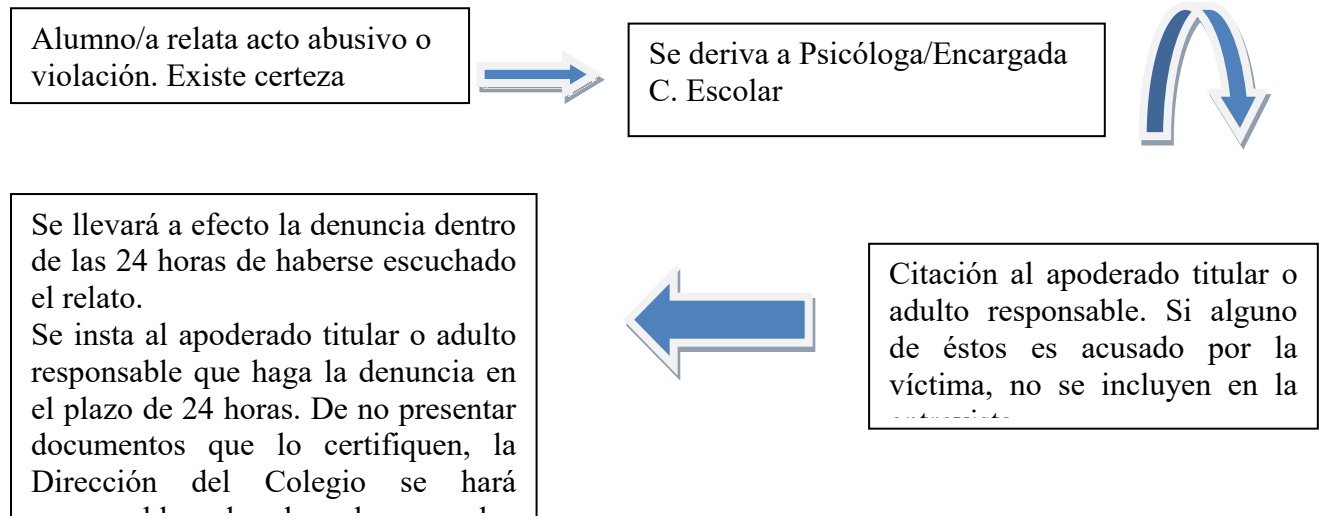 Alumno/a relata acto abusivo o
violación. Existe certeza
Se deriva a Psicóloga/Encargada
C. Escolar
Citación al apoderado titular o
adulto responsable. Si alguno
de éstos es acusado por la
víctima, no se incluyen en la
Se llevará a efecto la denuncia dentro
de las 24 horas de haberse escuchado
el relato.
Se insta al apoderado titular o adulto
responsable que haga la denuncia en
el plazo de 24 horas. De no presentar
documentos que lo certifiquen, la
Dirección del Colegio se hará